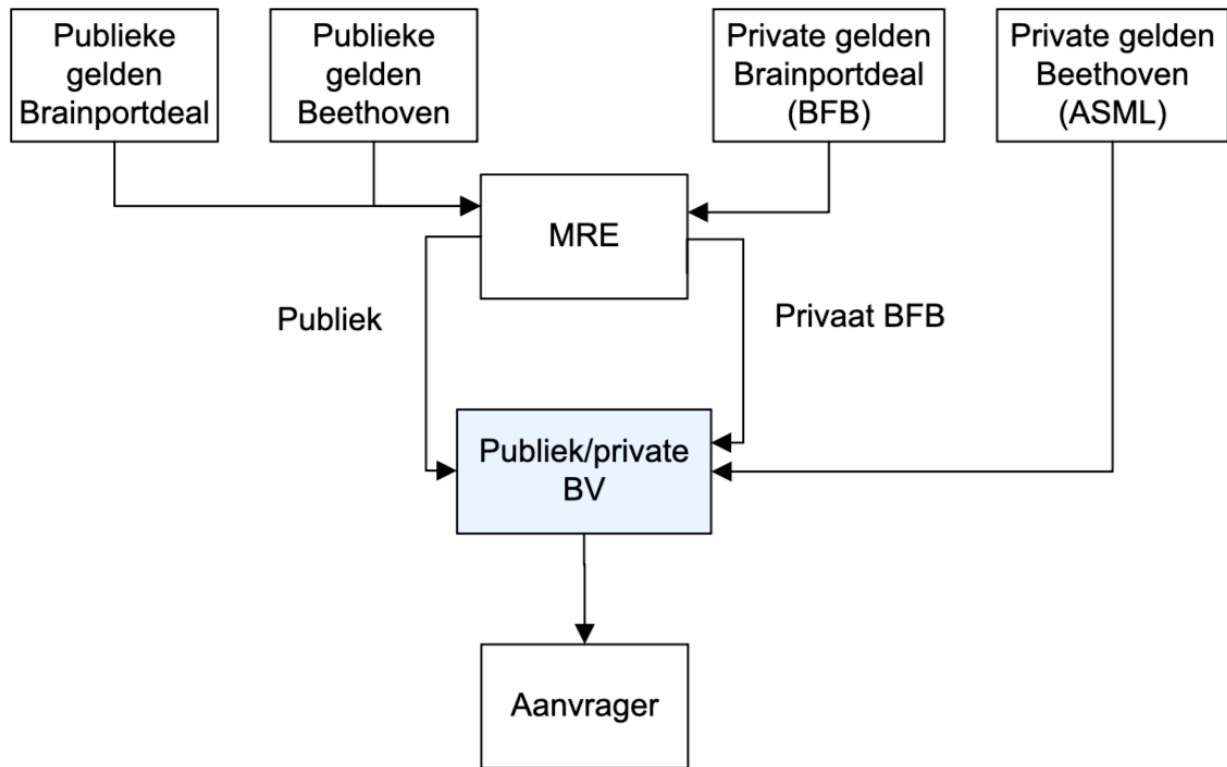 Publieke
gelden
Brainportdeal
Publieke
gelden
Beethoven
Private gelden
Brainportdeal
(BFB)
Private gelden
Beethoven
(ASML)
MRE
Publiek
Privaat BFB
Publiek/private
BV
Aanvrager